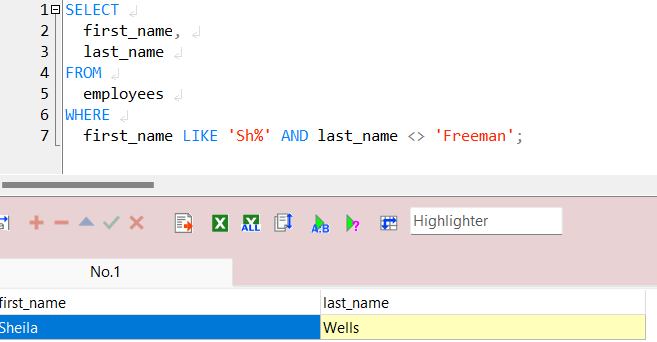 1 SELECT
2 first_name,
3 last_name
4 FROM
5 employees
6 WHERE
7 first_name LIKE 'Sh%' AND last_name <> 'Freeman';
ALL A:B ? Highlighter
No.1
first_name last_name
Sheila Wells